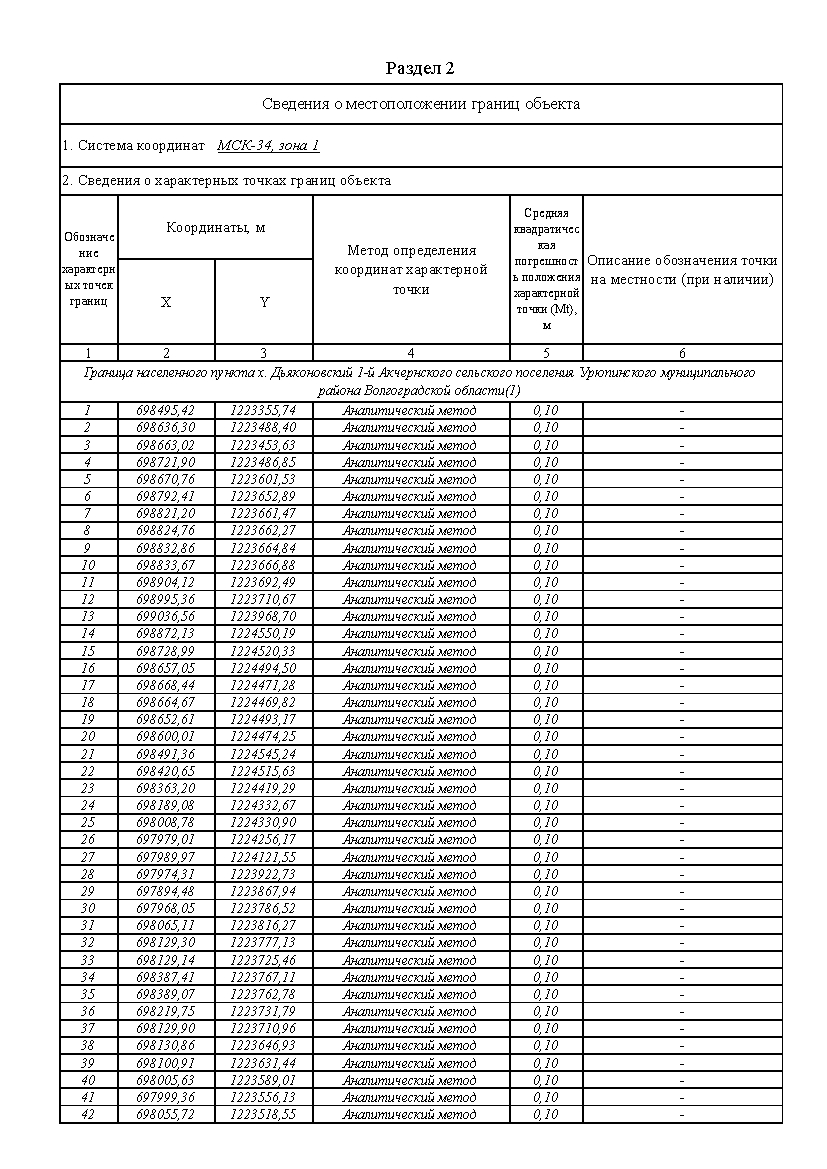 Раздел 2
Сведения о местоположении границ объекта
1. Система координат МСК-34, зона 1
2. Сведения о характерных точках границ объекта
Обозначе
ние
характерн
ых точек
границ
Координаты, м
X
Y
Метод определения
координат характерной
точки
Средняя
квадратичес
кая
погрешност
ь положения
характерной
точки (Mt),
м
Описание обозначения точки
на местности (при наличии)
1 2 3 4 5 6
Граница населенного пункта х. Дьяконовский 1-й Акчернского сельского поселения Урюпинского муниципального
района Волгоградской области(1)
1 698495,42 1223355,74 Аналитический метод 0,10 -
2 698636,30 1223488,40 Аналитический метод 0,10 -
3 698663,02 1223453,63 Аналитический метод 0,10 -
4 698721,90 1223486,85 Аналитический метод 0,10 -
5 698670,76 1223601,53 Аналитический метод 0,10 -
6 698792,41 1223652,89 Аналитический метод 0,10 -
7 698821,20 1223661,47 Аналитический метод 0,10 -
8 698824,76 1223662,27 Аналитический метод 0,10 -
9 698832,86 1223664,84 Аналитический метод 0,10 -
10 698833,67 1223666,88 Аналитический метод 0,10 -
11 698904,12 1223692,49 Аналитический метод 0,10 -
12 698995,36 1223710,67 Аналитический метод 0,10 -
13 699036,56 1223968,70 Аналитический метод 0,10 -
14 698872,13 1224550,19 Аналитический метод 0,10 -
15 698728,99 1224520,33 Аналитический метод 0,10 -
16 698657,05 1224494,50 Аналитический метод 0,10 -
17 698668,44 1224471,28 Аналитический метод 0,10 -
18 698664,67 1224469,82 Аналитический метод 0,10 -
19 698652,61 1224493,17 Аналитический метод 0,10 -
20 698600,01 1224474,25 Аналитический метод 0,10 -
21 698491,36 1224545,24 Аналитический метод 0,10 -
22 698420,65 1224515,63 Аналитический метод 0,10 -
23 698363,20 1224419,29 Аналитический метод 0,10 -
24 698189,08 1224332,67 Аналитический метод 0,10 -
25 698008,78 1224330,90 Аналитический метод 0,10 -
26 697979,01 1224256,17 Аналитический метод 0,10 -
27 697989,97 1224121,55 Аналитический метод 0,10 -
28 697974,31 1223922,73 Аналитический метод 0,10 -
29 697894,48 1223867,94 Аналитический метод 0,10 -
30 697968,05 1223786,52 Аналитический метод 0,10 -
31 698065,11 1223816,27 Аналитический метод 0,10 -
32 698129,30 1223777,13 Аналитический метод 0,10 -
33 698129,14 1223725,46 Аналитический метод 0,10 -
34 698387,41 1223767,11 Аналитический метод 0,10 -
35 698389,07 1223762,78 Аналитический метод 0,10 -
36 698219,75 1223731,79 Аналитический метод 0,10 -
37 698129,90 1223710,96 Аналитический метод 0,10 -
38 698130,86 1223646,93 Аналитический метод 0,10 -
39 698100,91 1223631,44 Аналитический метод 0,10 -
40 698005,63 1223589,01 Аналитический метод 0,10 -
41 697999,36 1223556,13 Аналитический метод 0,10 -
42 698055,72 1223518,55 Аналитический метод 0,10 -